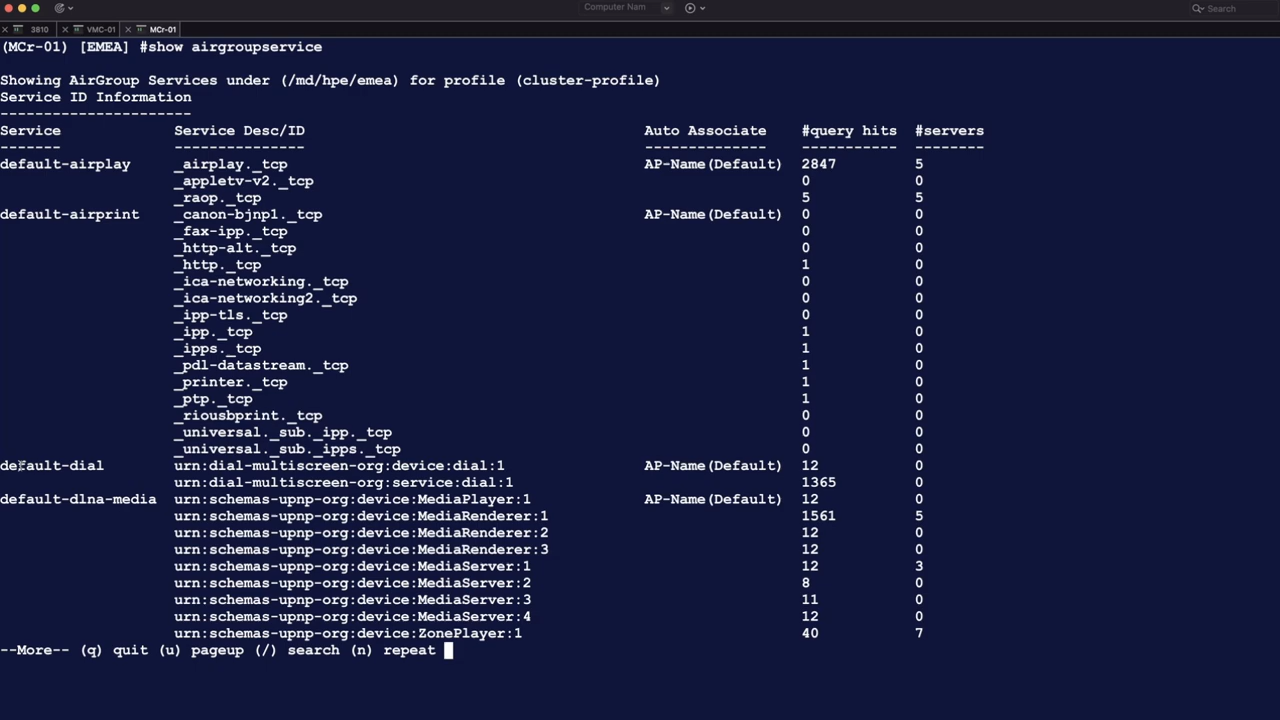 Computer Nam
Search
3810
VMC-01
MCr-01
(MCr-01) [EMEA] #show airgroupservice
Showing AirGroup Services under (/md/hpe/emea) for profile (cluster-profile)
Service ID Information
----------------------
Service Service Desc/ID Auto Associate #query hits #servers
------- --------------- -------------- ----------- --------
default-airplay _airplay._tcp AP-Name(Default) 2847 5
_appletv-v2._tcp 0 0
_raop._tcp 5 5
default-airprint _canon-bjnp1._tcp AP-Name(Default) 0 0
_fax-ipp._tcp 0 0
_http-alt._tcp 0 0
_http._tcp 1 0
_ica-networking._tcp 0 0
_ica-networking2._tcp 0 0
_ipp-tls._tcp 0 0
_ipp._tcp 1 0
_ipps._tcp 1 0
_pdl-datastream._tcp 1 0
_printer._tcp 1 0
_ptp._tcp 1 0
_riousbprint._tcp 0 0
_universal._sub._ipp._tcp 0 0
_universal._sub._ipps._tcp 0 0
default-dial urn:dial-multiscreen-org:device:dial:1 AP-Name(Default) 12 0
urn:dial-multiscreen-org:service:dial:1 1365 0
default-dlna-media urn:schemas-upnp-org:device:MediaPlayer:1 AP-Name(Default) 12 0
urn:schemas-upnp-org:device:MediaRenderer:1 1561 5
urn:schemas-upnp-org:device:MediaRenderer:2 12 0
urn:schemas-upnp-org:device:MediaRenderer:3 12 0
urn:schemas-upnp-org:device:MediaServer:1 12 3
urn:schemas-upnp-org:device:MediaServer:2 8 0
urn:schemas-upnp-org:device:MediaServer:3 11 0
urn:schemas-upnp-org:device:MediaServer:4 12 0
urn:schemas-upnp-org:device:ZonePlayer:1 40 7
--More-- (q) quit (u) pageup (/) search (n) repeat